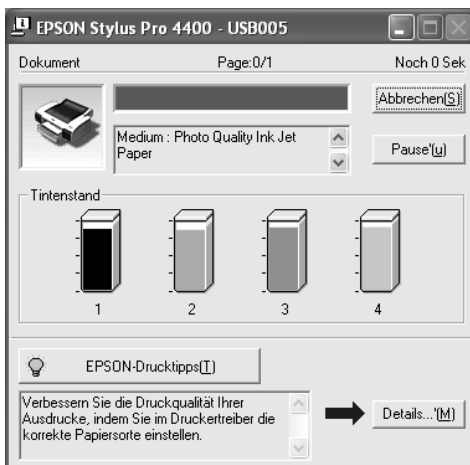 EPSON Stylus Pro 4400 - USB005
Dokument Page:0/1 Noch 0 Sek
Abbrechen(S)
Medium : Photo Quality Ink Jet
Paper
Pause'(u)
Tintenstand
1 2 3 4
EPSON-Drucktipps(T)
Verbessern Sie die Druckqualität Ihrer
Ausdrucke, indem Sie im Druckertreiber die
korrekte Papiersorte einstellen.
Details...'(M)